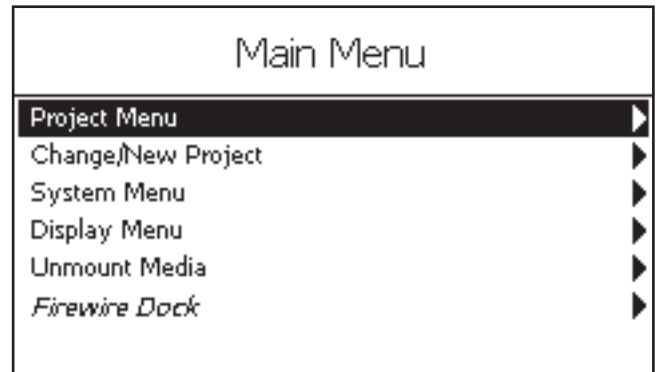 Main Menu
Project Menu
Change/New Project
System Menu
Display Menu
Unmount Media
Firewire Dock